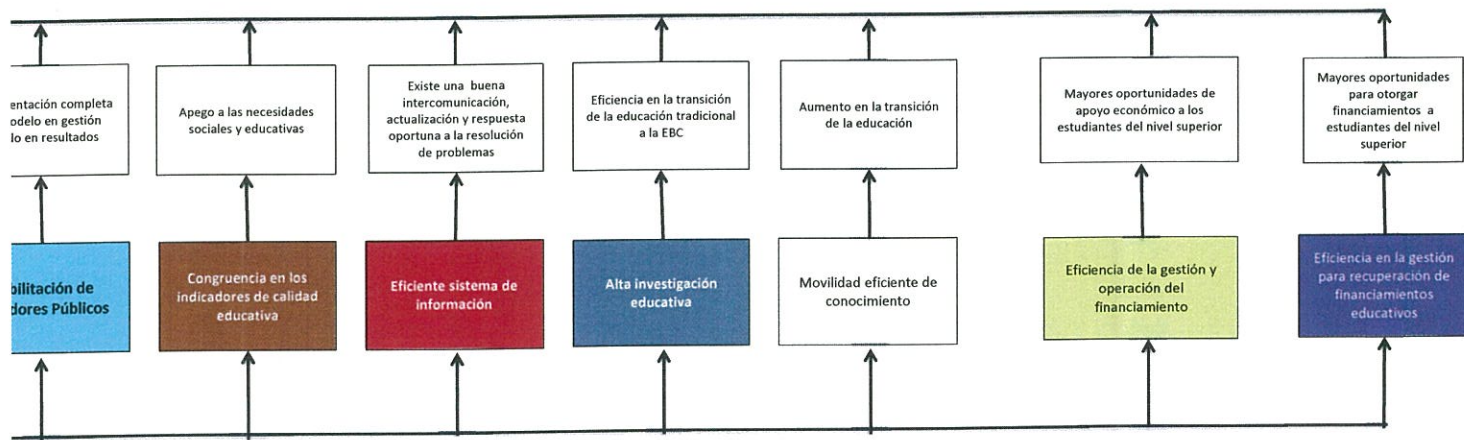 entación completa
odelo en gestión
lo en resultados
Apego a las necesidades
sociales y educativas
Existe una buena
intercomunicación,
actualización y respuesta
oportuna a la resolución
de problemas
Eficiencia en la transición
de la educación tradicional
a la EBC
Aumento en la transición
de la educación
Mayores oportunidades de
apoyo económico a los
estudiantes del nivel superior
Mayores oportunidades
para otorgar
financiamientos a
estudiantes del nivel
superior
bilitación de
dores Públicos
Congruencia en los
indicadores de calidad
educativa
Eficiente sistema de
información
Alta investigación
educativa
Movilidad eficiente de
conocimiento
Eficiencia de la gestión y
operación del
financiamiento
Eficiencia en la gestión
para recuperación de
financiamientos
educativos